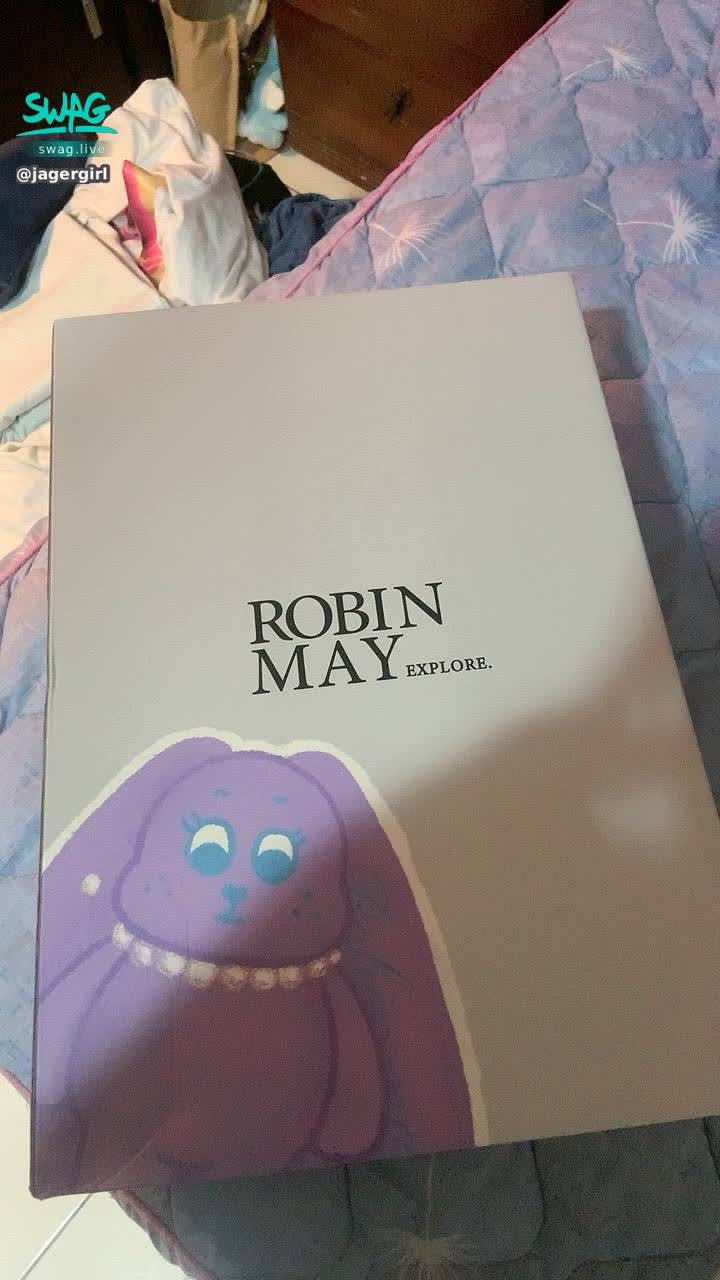 SWAG
swag.live
@jagergirl
ROBIN
MAY EXPLORE.